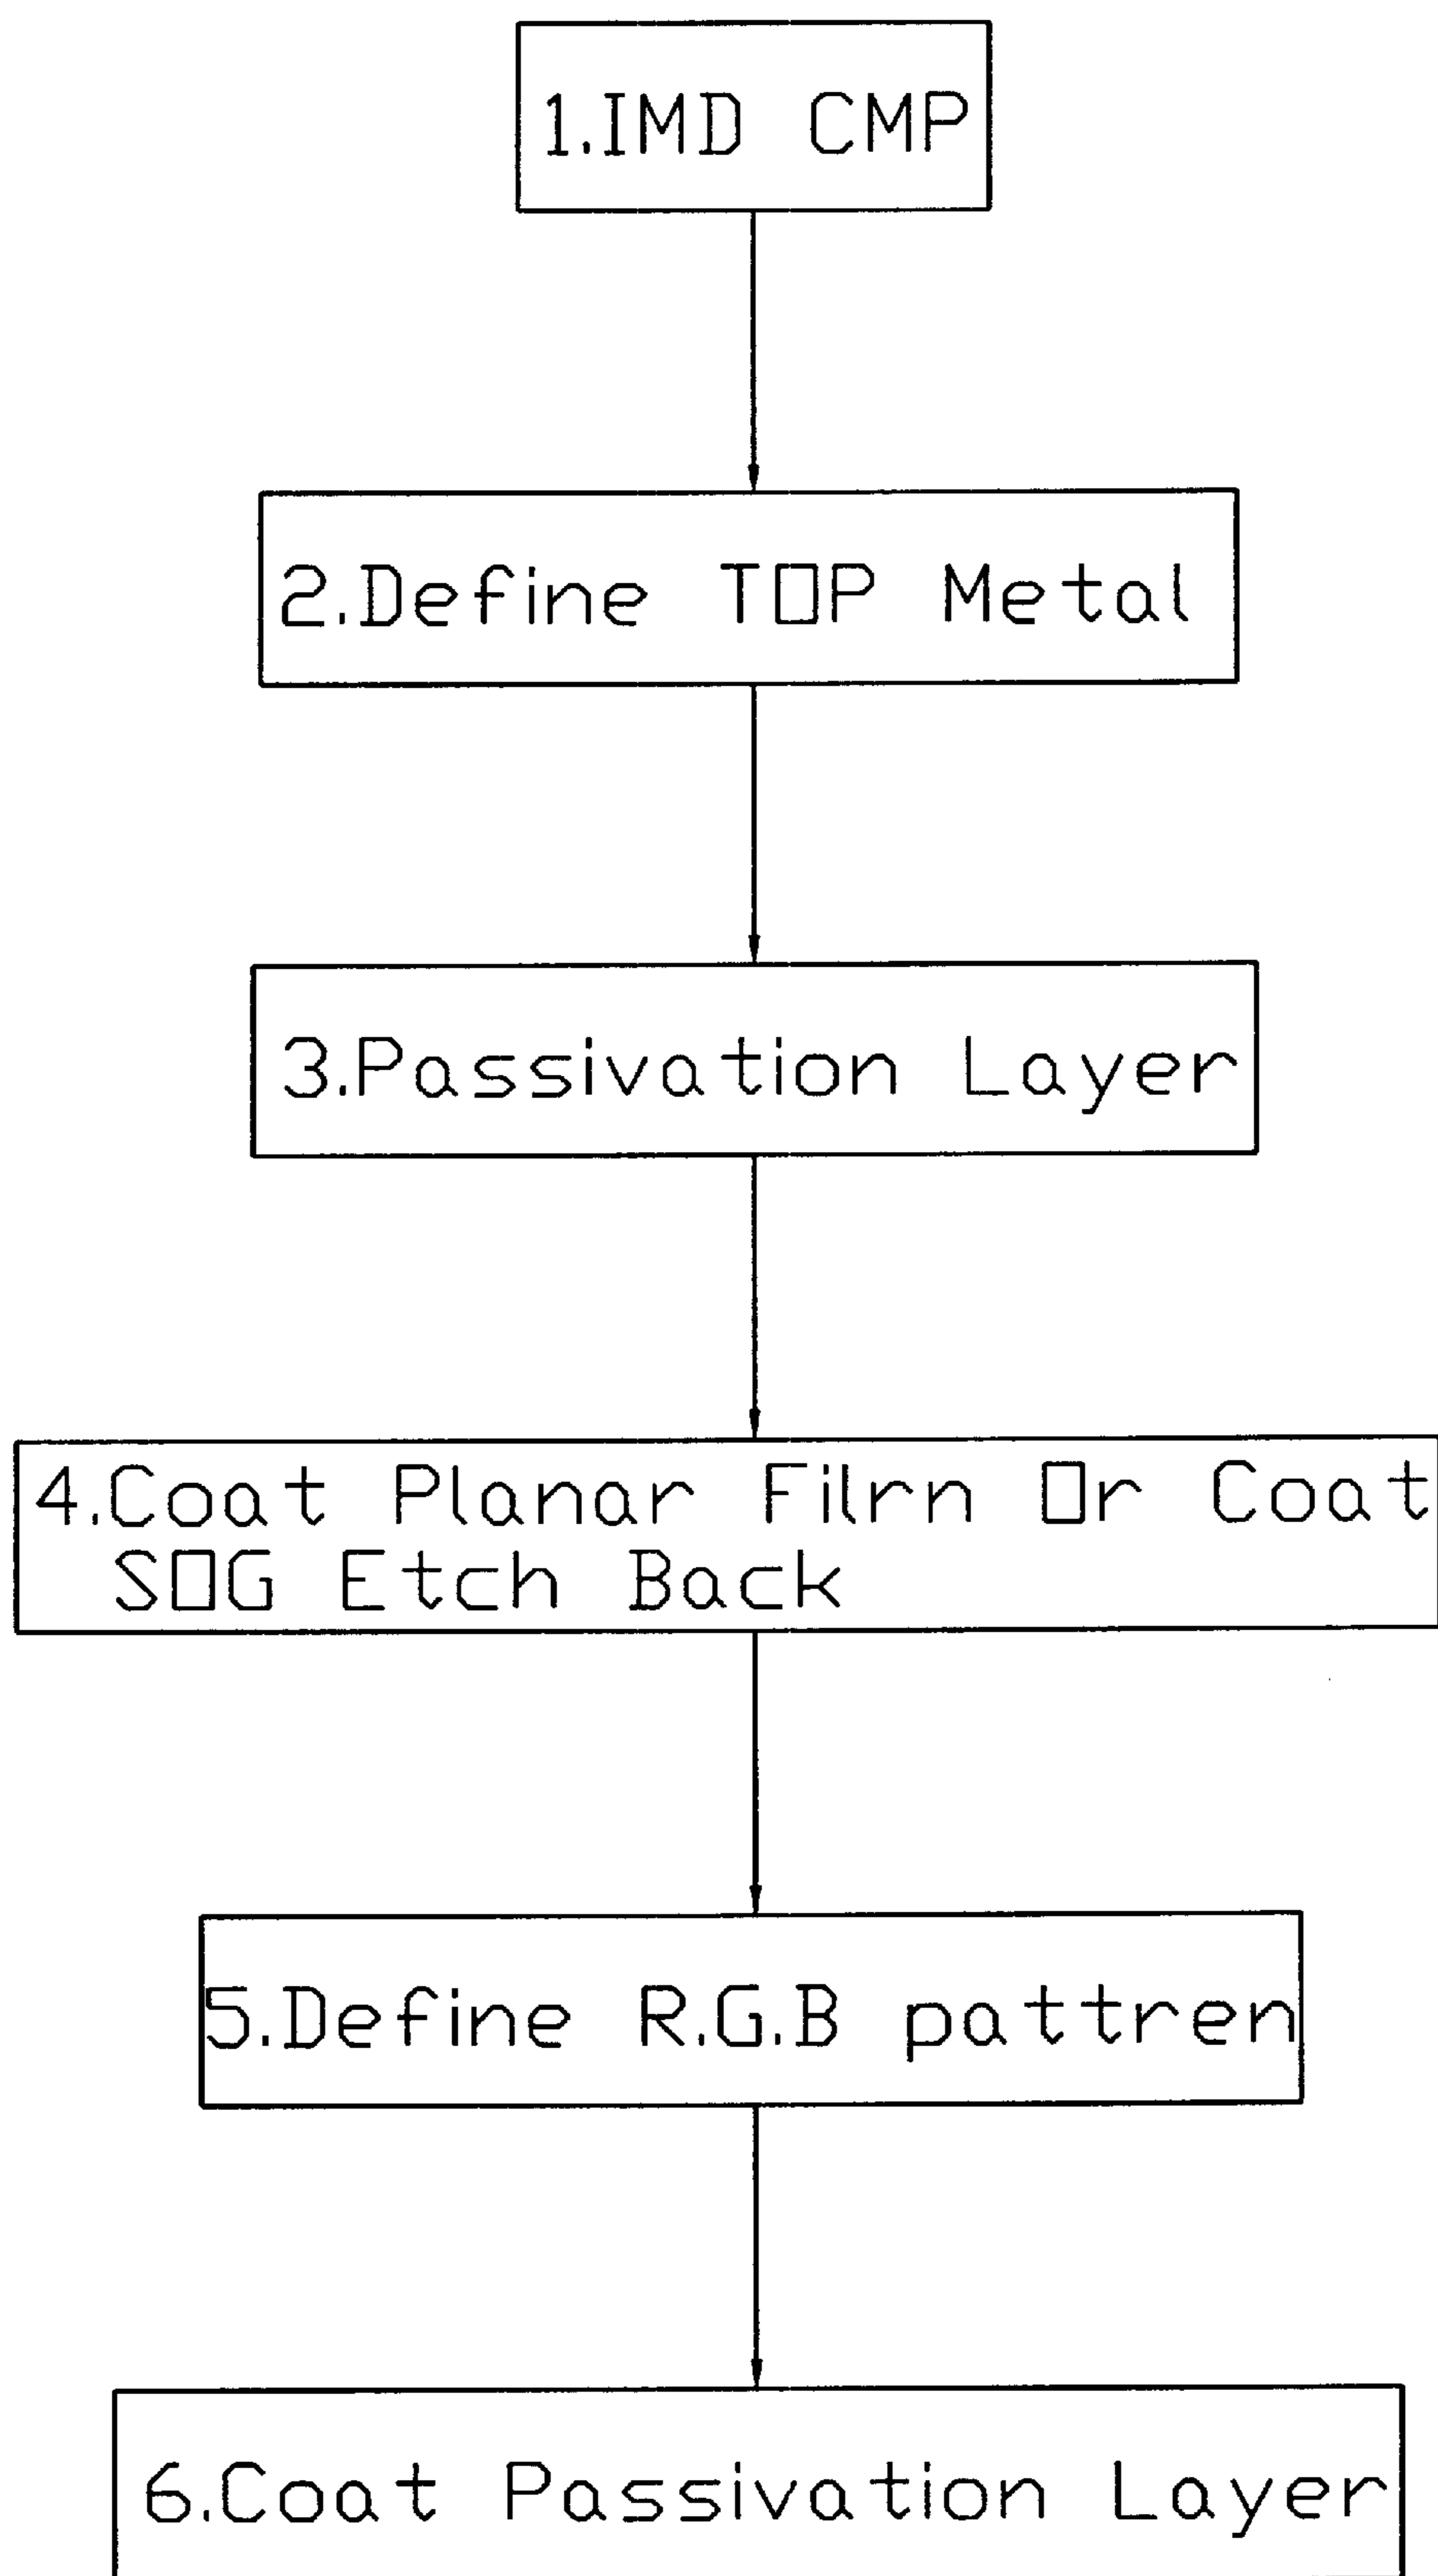 1.IMD CMP
2.Define TOP Metal
3.Passivation Layer
4.Coat Planar Filrn Or Coat
SOG Etch Back
5.Define R.G.B pattren
6.Coat Passivation Layer